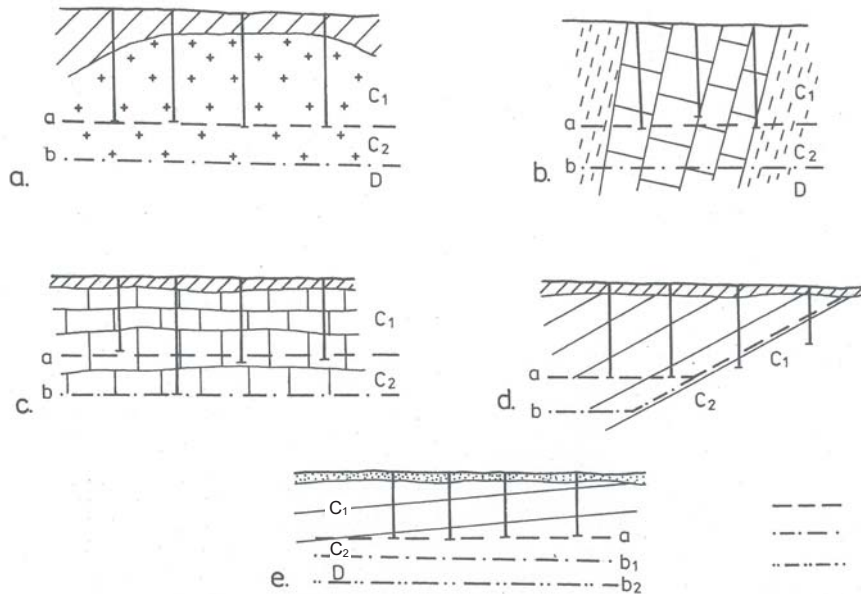 C₁
a
C₂
b
D
a.
C₁
a
C₂
b
D
b.
C₁
a
C₂
b
c.
C₁
a
C₂
b
d.
C₁
a
C₂
b₁
D
b₂
e.